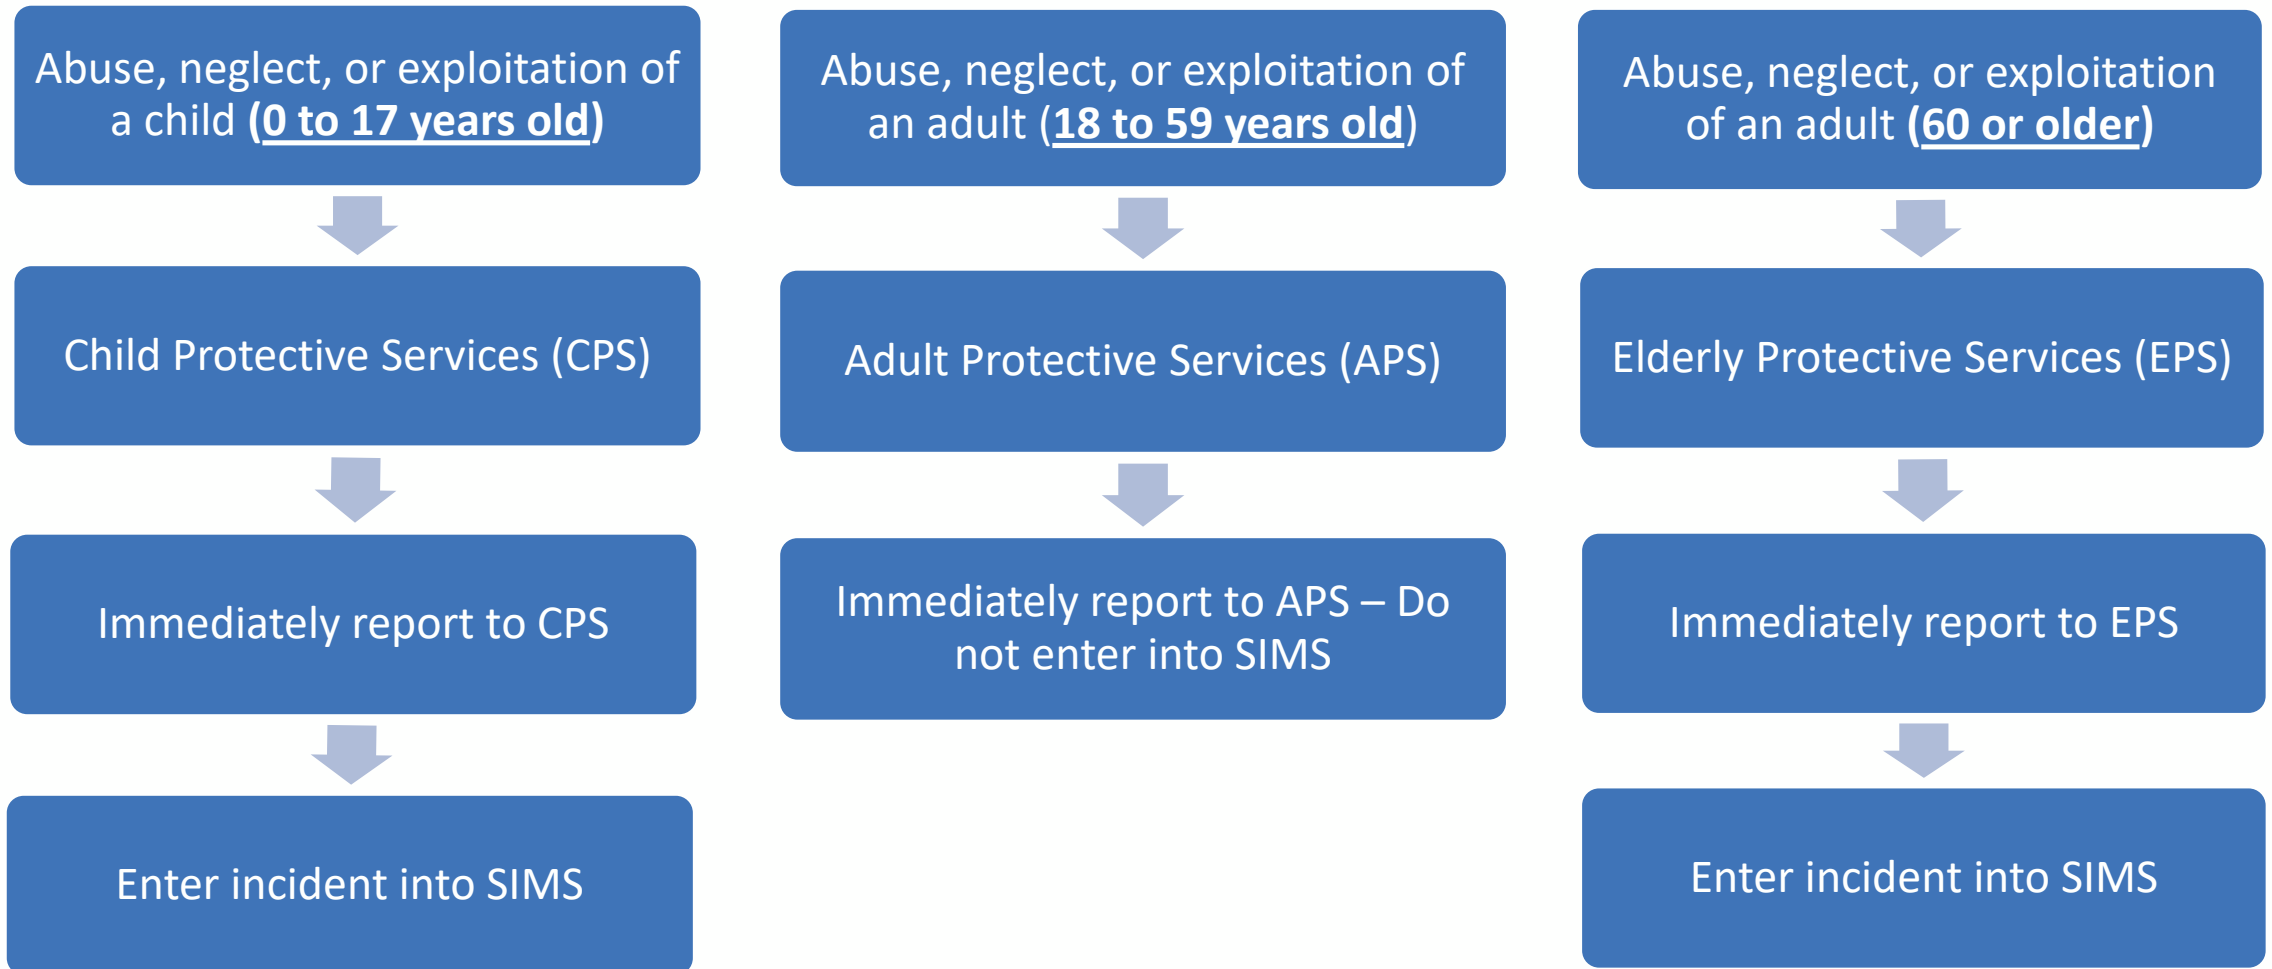 Abuse, neglect, or exploitation of
a child (0 to 17 years old)
Child Protective Services (CPS)
Immediately report to CPS
Enter incident into SIMS
Abuse, neglect, or exploitation of
an adult (18 to 59 years old)
Adult Protective Services (APS)
Immediately report to APS – Do
not enter into SIMS
Abuse, neglect, or exploitation
of an adult (60 or older)
Elderly Protective Services (EPS)
Immediately report to EPS
Enter incident into SIMS